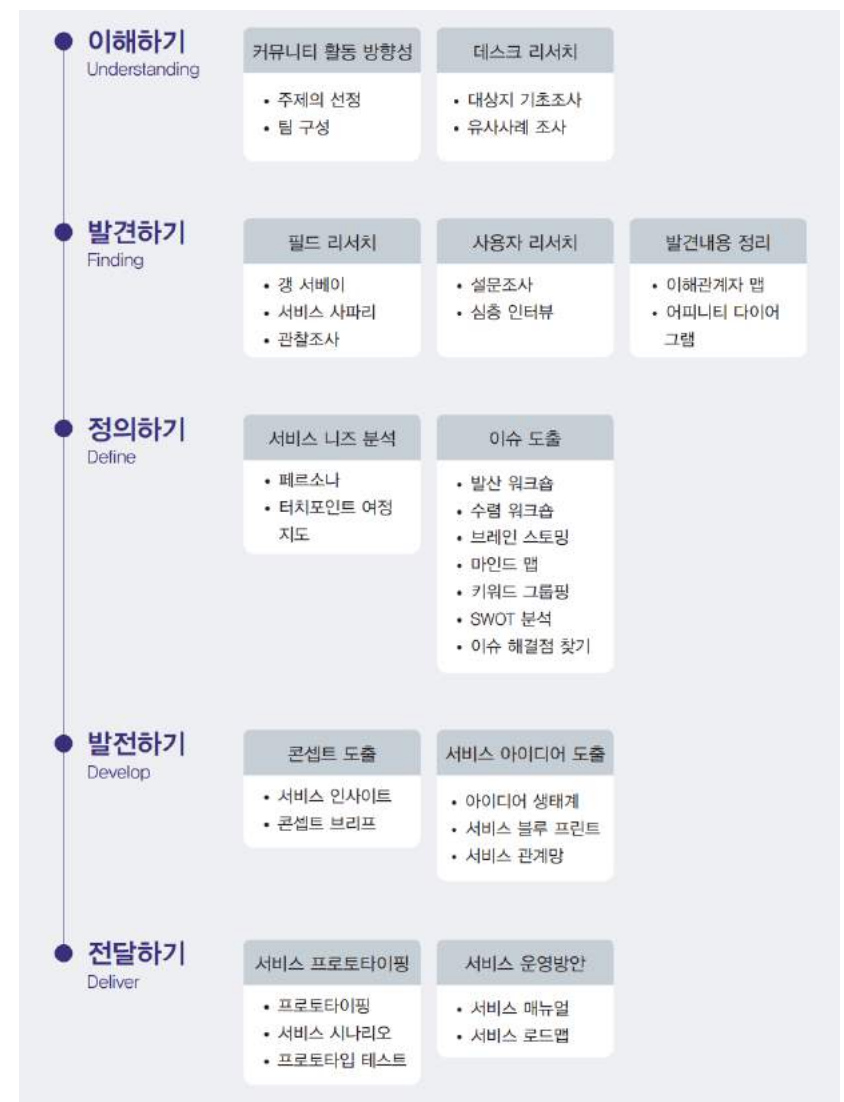 이해하기
Understanding
커뮤니티 활동 방향성
• 주제의 선정
• 팀 구성
데스크 리서치
• 대상지 기초조사
• 유사사례 조사
발견하기
Finding
필드 리서치
• 갱 서베이
• 서비스 사파리
• 관찰조사
사용자 리서치
• 설문조사
• 심층 인터뷰
발견내용 정리
• 이해관계자 맵
• 어피니티 다이어
그램
정의하기
Define
서비스 니즈 분석
• 페르소나
• 터치포인트 여정
지도
이슈 도출
• 발산 워크숍
• 수렴 워크숍
• 브레인 스토밍
• 마인드 맵
• 키워드 그룹핑
• SWOT 분석
• 이슈 해결점 찾기
발전하기
Develop
콘셉트 도출
• 서비스 인사이트
• 콘셉트 브리프
서비스 아이디어 도출
• 아이디어 생태계
• 서비스 블루 프린트
• 서비스 관계망
전달하기
Deliver
서비스 프로토타이핑
• 프로토타이핑
• 서비스 시나리오
• 프로토타입 테스트
서비스 운영방안
• 서비스 매뉴얼
• 서비스 로드맵